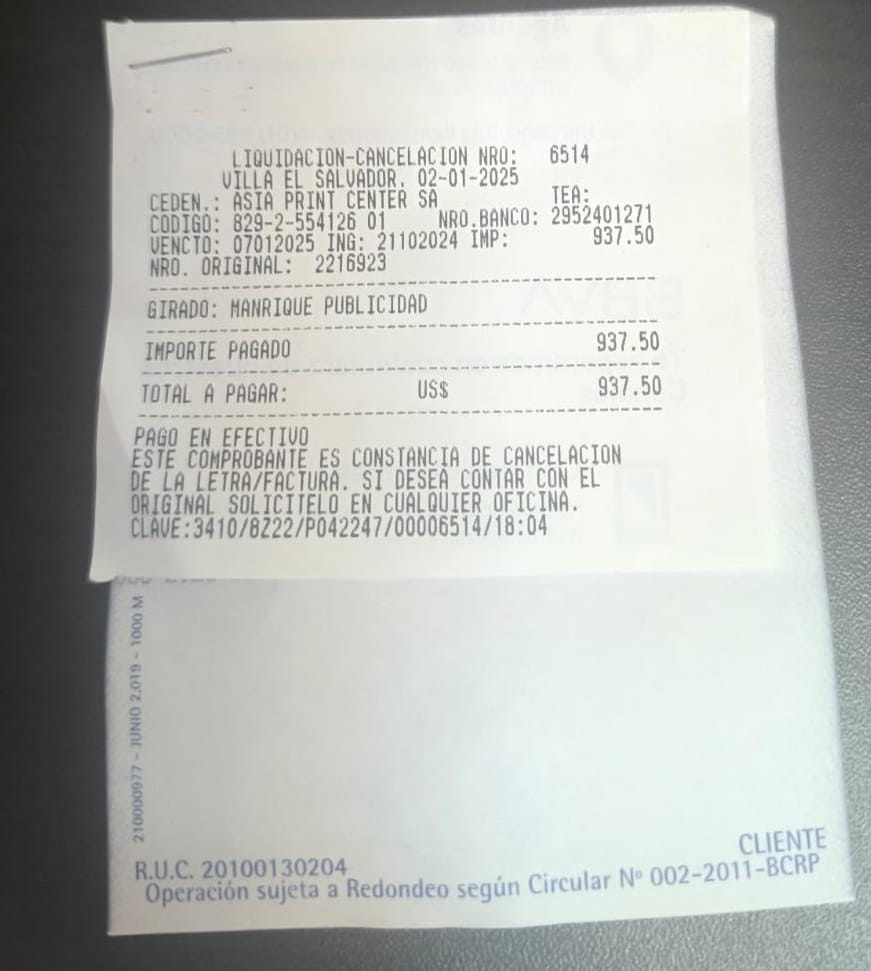 LIQUIDACION-CANCELACION NRO: 6514
VILLA EL SALVADOR, 02-01-2025
CEDEN.: ASIA PRINT CENTER SA TEA:
CODIGO: 829-2-554126 01 NRO.BANCO: 2952401271
VENCTO: 07012025 ING: 21102024 IMP: 937.50
NRO. ORIGINAL: 2216923
GIRADO: MANRIQUE PUBLICIDAD
IMPORTE PAGADO 937.50
TOTAL A PAGAR: US$ 937.50
PAGO EN EFECTIVO
ESTE COMPROBANTE ES CONSTANCIA DE CANCELACION
DE LA LETRA/FACTURA. SI DESEA CONTAR CON EL
ORIGINAL SOLICITELO EN CUALQUIER OFICINA.
CLAVE:3410/8Z22/P042247/00006514/18:04
210000977 - JUNIO 2,019 - 1000 M
CLIENTE
R.U.C. 20100130204
Operación sujeta a Redondeo según Circular Nº 002-2011-BCRP